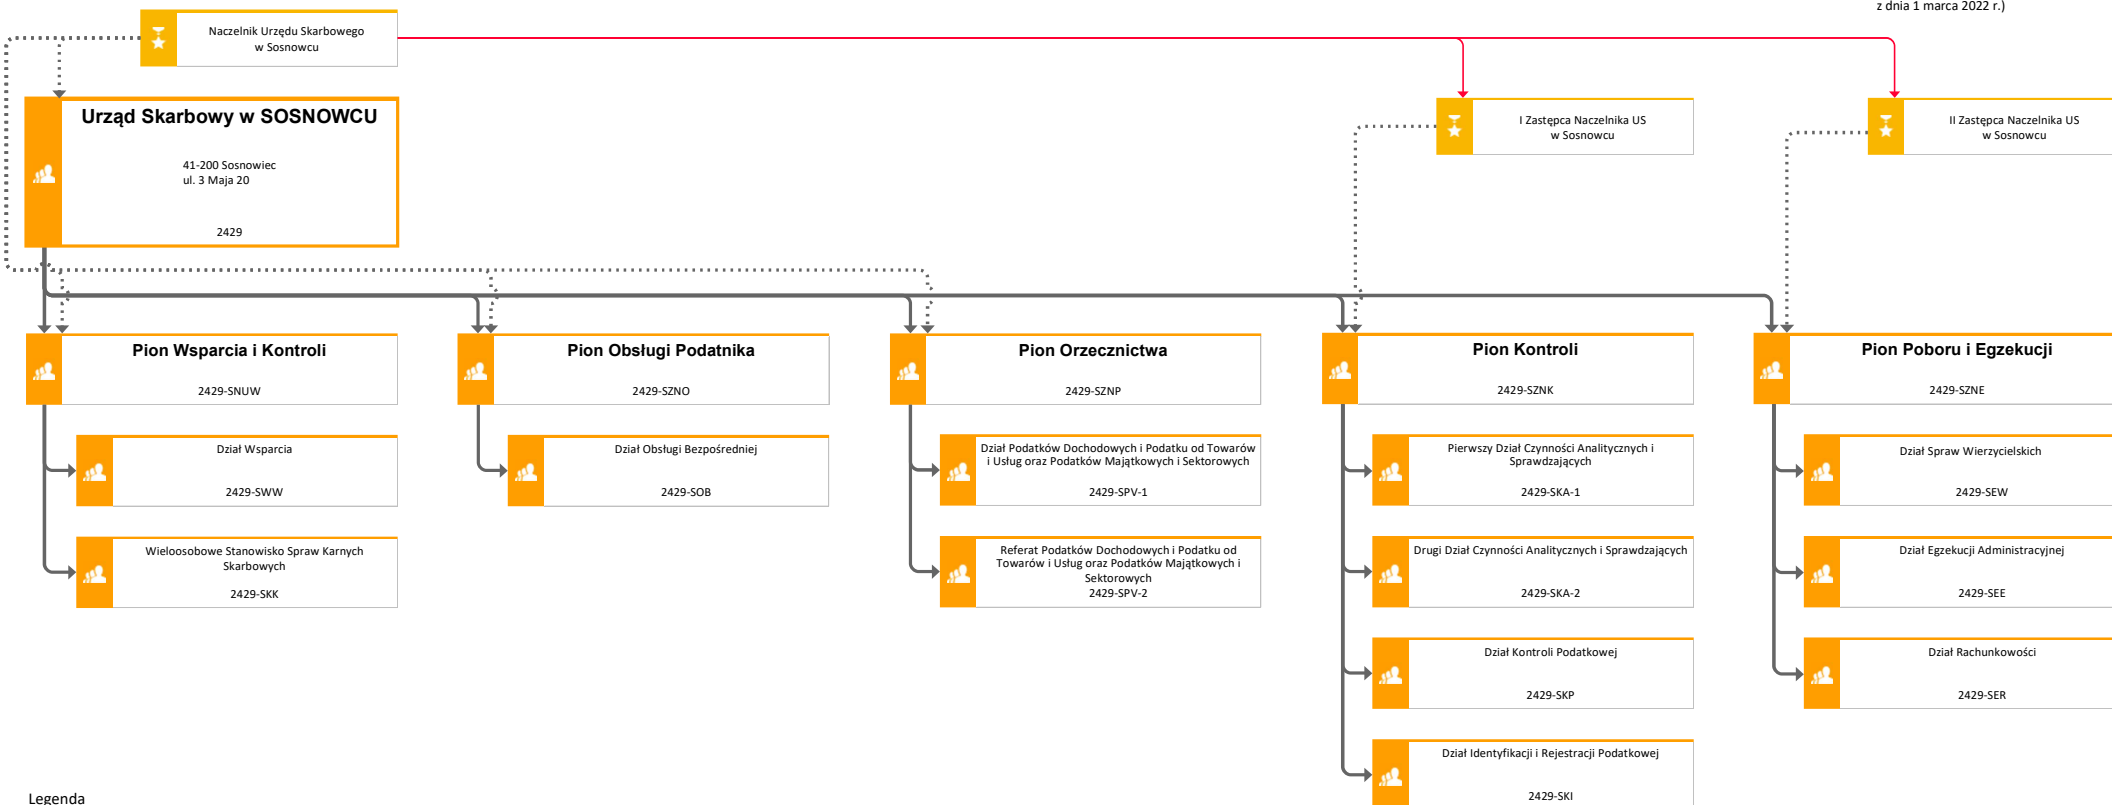 z dnia 1 marca 2022 r.)
Naczelnik Urzędu Skarbowego
w Sosnowcu
Urząd Skarbowy w SOSNOWCU
41-200 Sosnowiec
ul. 3 Maja 20
2429
I Zastępca Naczelnika US
w Sosnowcu
II Zastępca Naczelnika US
w Sosnowcu
Pion Wsparcia i Kontroli
2429-SNUW
Dział Wsparcia
2429-SWW
Wieloosobowe Stanowisko Spraw Karnych
Skarbowych
2429-SKK
Pion Obsługi Podatnika
2429-SZNO
Dział Obsługi Bezpośredniej
2429-SOB
Pion Orzecznictwa
2429-SZNP
Dział Podatków Dochodowych i Podatku od Towarów
i Usług oraz Podatków Majątkowych i Sektorowych
2429-SPV-1
Referat Podatków Dochodowych i Podatku od
Towarów i Usług oraz Podatków Majątkowych i
Sektorowych
2429-SPV-2
Pion Kontroli
2429-SZNK
Pierwszy Dział Czynności Analitycznych i
Sprawdzających
2429-SKA-1
Drugi Dział Czynności Analitycznych i Sprawdzających
2429-SKA-2
Dział Kontroli Podatkowej
2429-SKP
Dział Identyfikacji i Rejestracji Podatkowej
2429-SKI
Pion Poboru i Egzekucji
2429-SZNE
Dział Spraw Wierzycielskich
2429-SEW
Dział Egzekucji Administracyjnej
2429-SEE
Dział Rachunkowości
2429-SER
Legenda